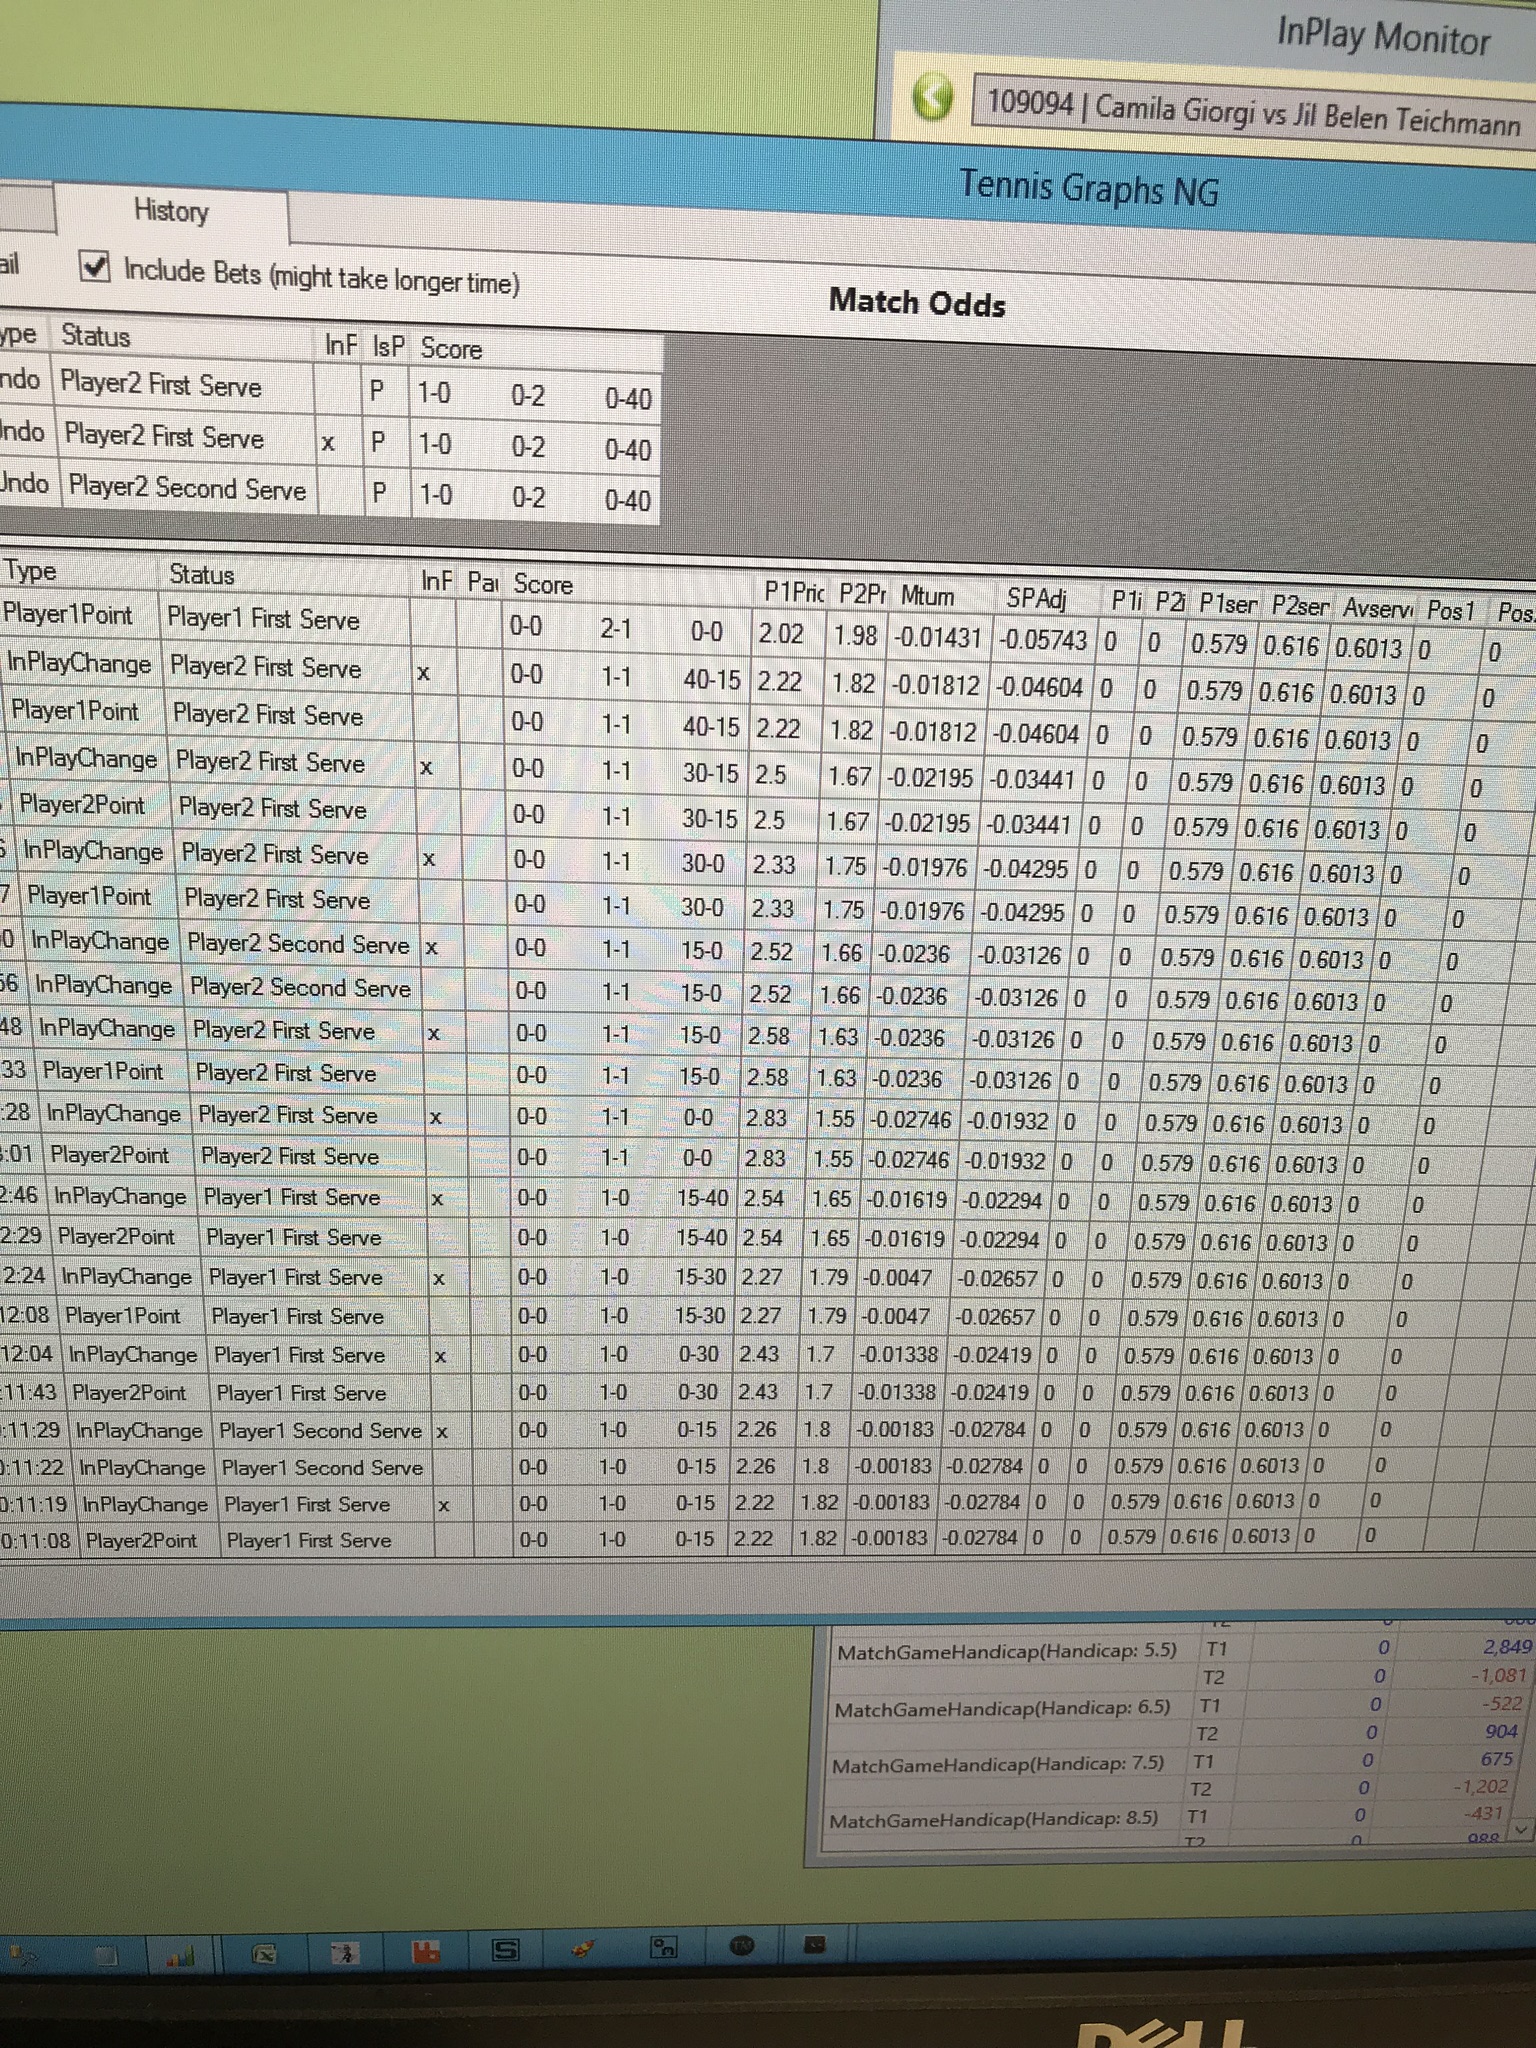 InPlay Monitor
109094 | Camila Giorgi vs Jil Belen Teichmann
Tennis Graphs NG
History
ail Include Bets (might take longer time)
Match Odds
ype Status InF IsP Score
ndo Player2 First Serve P 1-0 0-2 0-40
Undo Player2 First Serve x P 1-0 0-2 0-40
Undo Player2 Second Serve P 1-0 0-2 0-40
Type Status InF Pai Score P1Pric P2Pr Mtum SPAdj P1i P2i P1ser P2ser Avserv Pos1 Pos
Player1Point Player1 First Serve 0-0 2-1 0-0 2.02 1.98 -0.01431 -0.05743 0 0 0.579 0.616 0.6013 0 0
InPlayChange Player2 First Serve x 0-0 1-1 40-15 2.22 1.82 -0.01812 -0.04604 0 0 0.579 0.616 0.6013 0 0
Player1Point Player2 First Serve 0-0 1-1 40-15 2.22 1.82 -0.01812 -0.04604 0 0 0.579 0.616 0.6013 0 0
InPlayChange Player2 First Serve x 0-0 1-1 30-15 2.5 1.67 -0.02195 -0.03441 0 0 0.579 0.616 0.6013 0 0
Player2Point Player2 First Serve 0-0 1-1 30-15 2.5 1.67 -0.02195 -0.03441 0 0 0.579 0.616 0.6013 0 0
InPlayChange Player2 First Serve x 0-0 1-1 30-0 2.33 1.75 -0.01976 -0.04295 0 0 0.579 0.616 0.6013 0 0
7 Player1Point Player2 First Serve 0-0 1-1 30-0 2.33 1.75 -0.01976 -0.04295 0 0 0.579 0.616 0.6013 0 0
0 InPlayChange Player2 Second Serve x 0-0 1-1 15-0 2.52 1.66 -0.0236 -0.03126 0 0 0.579 0.616 0.6013 0 0
56 InPlayChange Player2 Second Serve 0-0 1-1 15-0 2.52 1.66 -0.0236 -0.03126 0 0 0.579 0.616 0.6013 0 0
48 InPlayChange Player2 First Serve x 0-0 1-1 15-0 2.58 1.63 -0.0236 -0.03126 0 0 0.579 0.616 0.6013 0 0
33 Player1Point Player2 First Serve 0-0 1-1 15-0 2.58 1.63 -0.0236 -0.03126 0 0 0.579 0.616 0.6013 0 0
:28 InPlayChange Player2 First Serve x 0-0 1-1 0-0 2.83 1.55 -0.02746 -0.01932 0 0 0.579 0.616 0.6013 0 0
:01 Player2Point Player2 First Serve 0-0 1-1 0-0 2.83 1.55 -0.02746 -0.01932 0 0 0.579 0.616 0.6013 0 0
2:46 InPlayChange Player1 First Serve x 0-0 1-0 15-40 2.54 1.65 -0.01619 -0.02294 0 0 0.579 0.616 0.6013 0 0
2:29 Player2Point Player1 First Serve 0-0 1-0 15-40 2.54 1.65 -0.01619 -0.02294 0 0 0.579 0.616 0.6013 0 0
2:24 InPlayChange Player1 First Serve x 0-0 1-0 15-30 2.27 1.79 -0.0047 -0.02657 0 0 0.579 0.616 0.6013 0 0
12:08 Player1Point Player1 First Serve 0-0 1-0 15-30 2.27 1.79 -0.0047 -0.02657 0 0 0.579 0.616 0.6013 0 0
12:04 InPlayChange Player1 First Serve x 0-0 1-0 0-30 2.43 1.7 -0.01338 -0.02419 0 0 0.579 0.616 0.6013 0 0
:11:43 Player2Point Player1 First Serve 0-0 1-0 0-30 2.43 1.7 -0.01338 -0.02419 0 0 0.579 0.616 0.6013 0 0
:11:29 InPlayChange Player1 Second Serve x 0-0 1-0 0-15 2.26 1.8 -0.00183 -0.02784 0 0 0.579 0.616 0.6013 0 0
0:11:22 InPlayChange Player1 Second Serve 0-0 1-0 0-15 2.26 1.8 -0.00183 -0.02784 0 0 0.579 0.616 0.6013 0 0
0:11:19 InPlayChange Player1 First Serve x 0-0 1-0 0-15 2.22 1.82 -0.00183 -0.02784 0 0 0.579 0.616 0.6013 0 0
0:11:08 Player2Point Player1 First Serve 0-0 1-0 0-15 2.22 1.82 -0.00183 -0.02784 0 0 0.579 0.616 0.6013 0 0
MatchGameHandicap(Handicap: 5.5) T1 0 2,849
T2 0 -1,081
MatchGameHandicap(Handicap: 6.5) T1 0 -522
T2 0 904
MatchGameHandicap(Handicap: 7.5) T1 0 675
T2 0 -1,202
MatchGameHandicap(Handicap: 8.5) T1 0 -431
T2 0 988
DELL